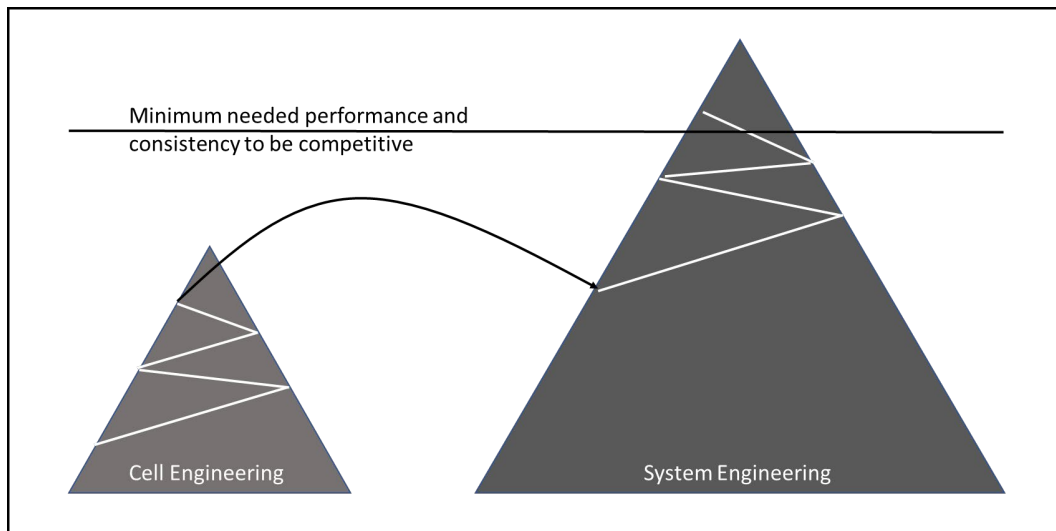 Minimum needed performance and
consistency to be competitive
Cell Engineering
System Engineering